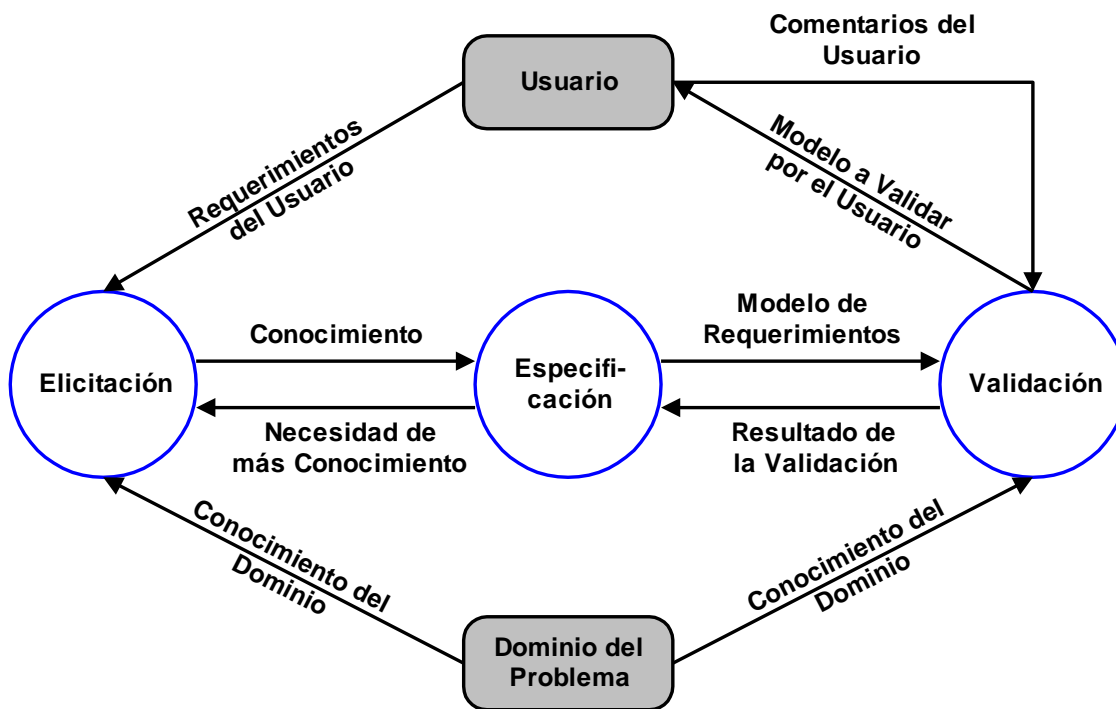 Comentarios del
Usuario
Usuario
Requerimientos
del Usuario
Modelo a Validar
por el Usuario
Elicitación
Conocimiento
Necesidad de
más Conocimiento
Especifi-
cación
Modelo de
Requerimientos
Resultado de
la Validación
Validación
Conocimiento del
Dominio
Conocimiento del
Dominio
Dominio del
Problema